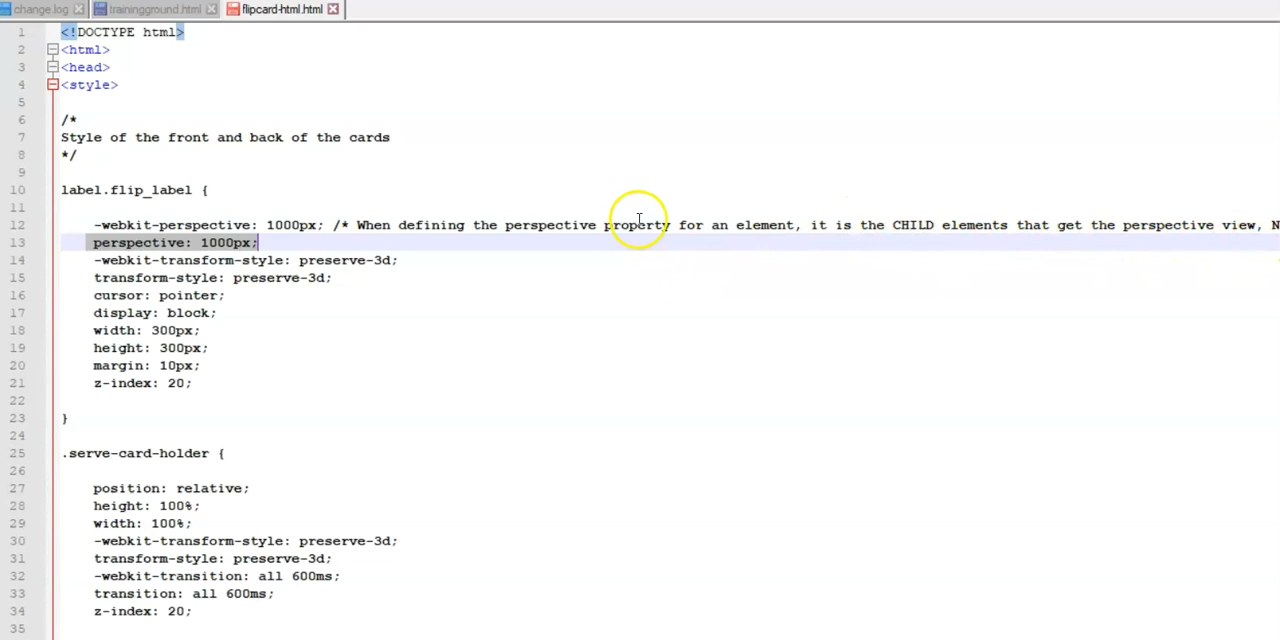 change.log trainingground.html flipcard-html.html
1 <!DOCTYPE html>
2 <html>
3 <head>
4 <style>
5
6 /*
7 Style of the front and back of the cards
8 */
9
10 label.flip_label {
11
12 -webkit-perspective: 1000px; /* When defining the perspective property for an element, it is the CHILD elements that get the perspective view, N
13 perspective: 1000px;
14 -webkit-transform-style: preserve-3d;
15 transform-style: preserve-3d;
16 cursor: pointer;
17 display: block;
18 width: 300px;
19 height: 300px;
20 margin: 10px;
21 z-index: 20;
22
23 }
24
25 .serve-card-holder {
26
27 position: relative;
28 height: 100%;
29 width: 100%;
30 -webkit-transform-style: preserve-3d;
31 transform-style: preserve-3d;
32 -webkit-transition: all 600ms;
33 transition: all 600ms;
34 z-index: 20;
35